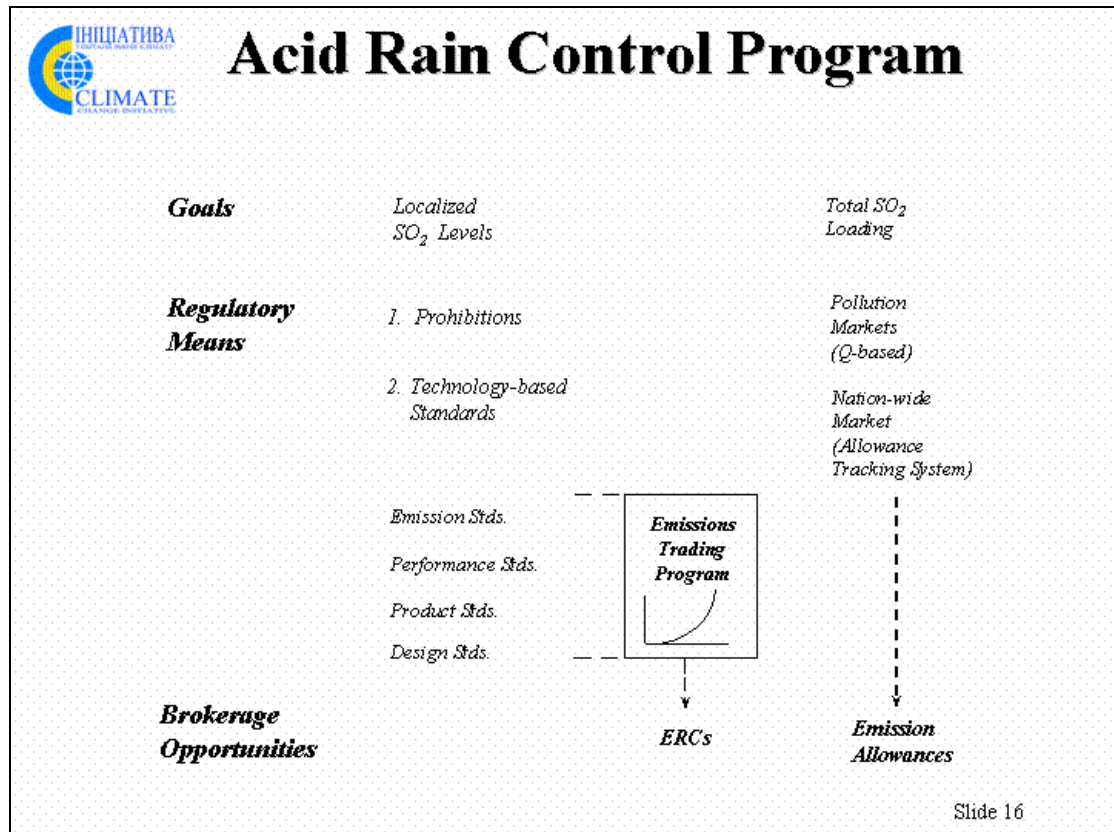 ІНІЦІАТИВА
CLIMATE
CHANGE INITIATIVE
Acid Rain Control Program
Goals
Localized
SO2 Levels
Total SO2
Loading
Regulatory
Means
1. Prohibitions
2. Technology-based
Standards
Pollution
Markets
(Q-based)
Nation-wide
Market
(Allowance
Tracking System)
Emission Stds.
Performance Stds.
Product Stds.
Design Stds.
Emissions
Trading
Program
Brokerage
Opportunities
ERCs
Emission
Allowances
Slide 16